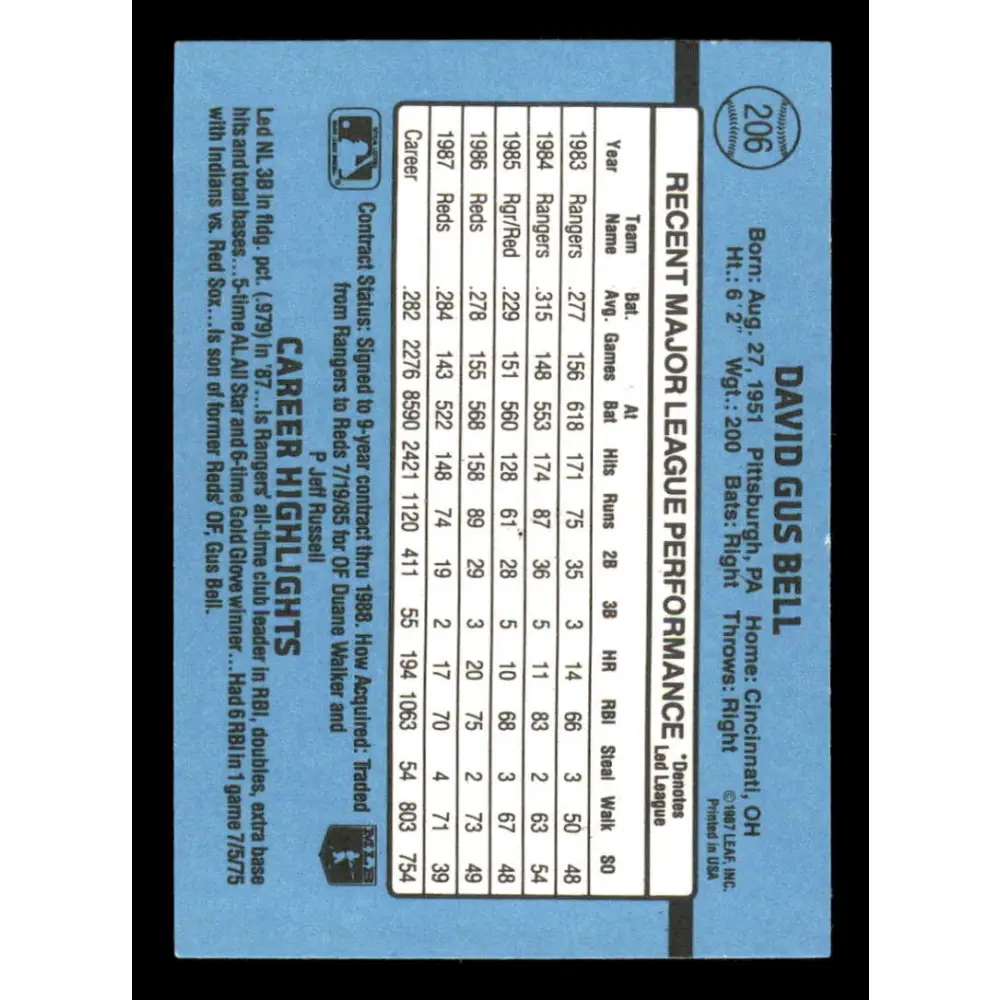 206
DAVID GUS BELL
Born: Aug. 27, 1951 Pittsburgh, PA Home: Cincinnati, OH
Ht.: 6'2" Wgt.: 200 Bats: Right Throws: Right
© 1987 LEAF, INC.
Printed in USA
RECENT MAJOR LEAGUE PERFORMANCE *Denotes Led League
Year Team Name Bat. Avg. Games At Bat Hits Runs 2B 3B HR RBI Steal Walk SO
1983 Rangers .277 156 618 171 75 35 3 14 66 3 50 48
1984 Rangers .315 148 553 174 87 36 5 11 83 2 63 54
1985 Rgr/Red .229 151 560 128 61 28 5 10 68 3 67 48
1986 Reds .278 155 568 158 89 29 3 20 75 2 73 49
1987 Reds .284 143 522 148 74 19 2 17 70 4 71 39
Career .282 2276 8590 2421 1120 411 55 194 1063 54 803 754
Contract Status: Signed to 9-year contract thru 1988. How Acquired: Traded
from Rangers to Reds 7/19/85 for OF Duane Walker and
P Jeff Russell
MLB
CAREER HIGHLIGHTS
Led NL 3B in fldg. pct. (.979) in '87...Is Rangers' all-time club leader in RBI, doubles, extra base
hits and total bases...5-time AL All Star and 6-time Gold Glove winner...Had 6 RBI in 1 game 7/5/75
with Indians vs. Red Sox...Is son of former Reds' OF, Gus Bell.